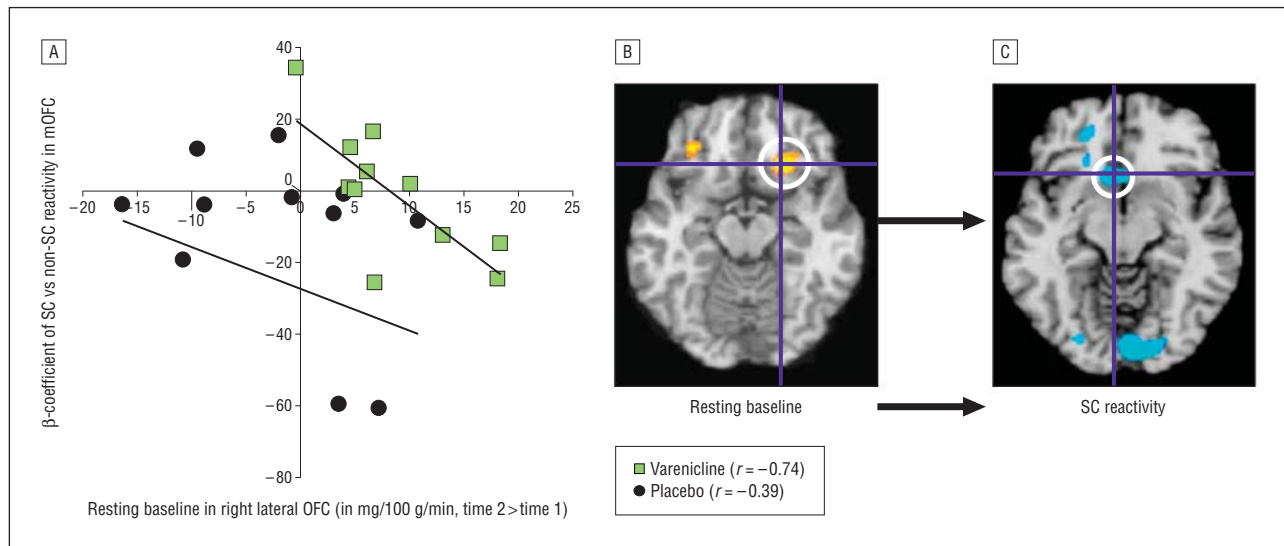 A
40
20
0
−20
−40
−60
−80
−20
−15
−10
−5
0
5
10
15
20
25
β-coefficient of SC vs non-SC reactivity in mOFC
Resting baseline in right lateral OFC (in mg/100 g/min, time 2>time 1)
B
Resting baseline
C
SC reactivity
Varenicline (r = −0.74)
Placebo (r = −0.39)